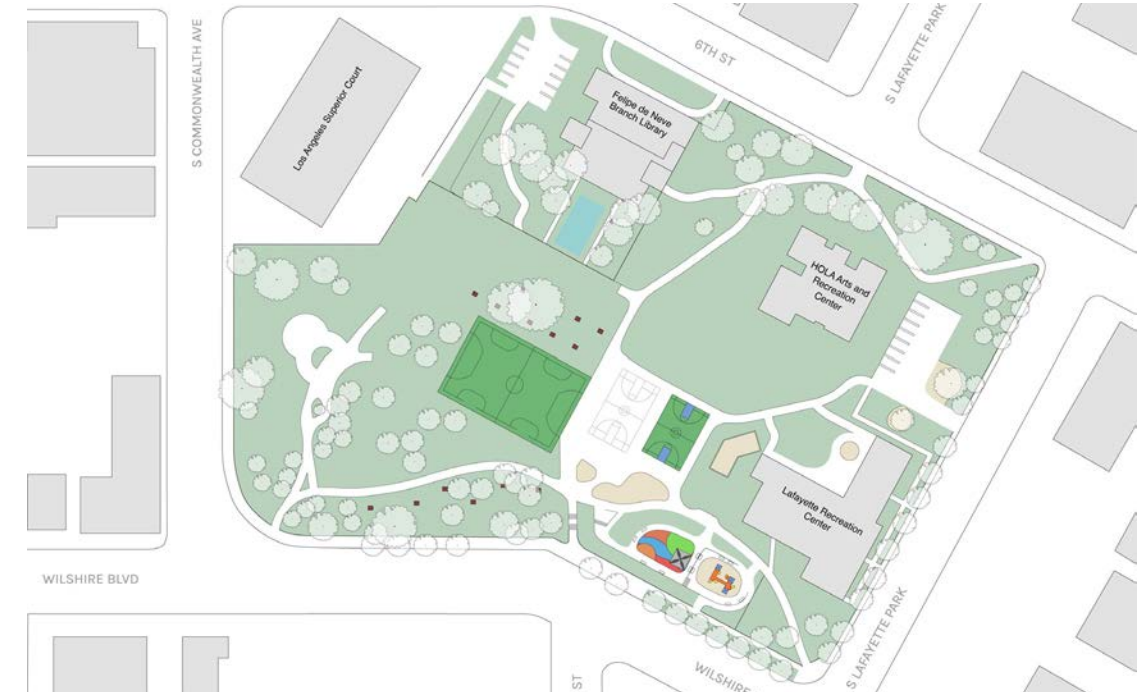 S COMMONWEALTH AVE
Los Angeles Superior Court
6TH ST
S LAFAYETTE PARK
Felipe de Neve
Branch Library
HOLA Arts and
Recreation
Center
Lafayette Recreation
Center
WILSHIRE BLVD
ST
WILSHIRE
S LAFAYETTE PARK